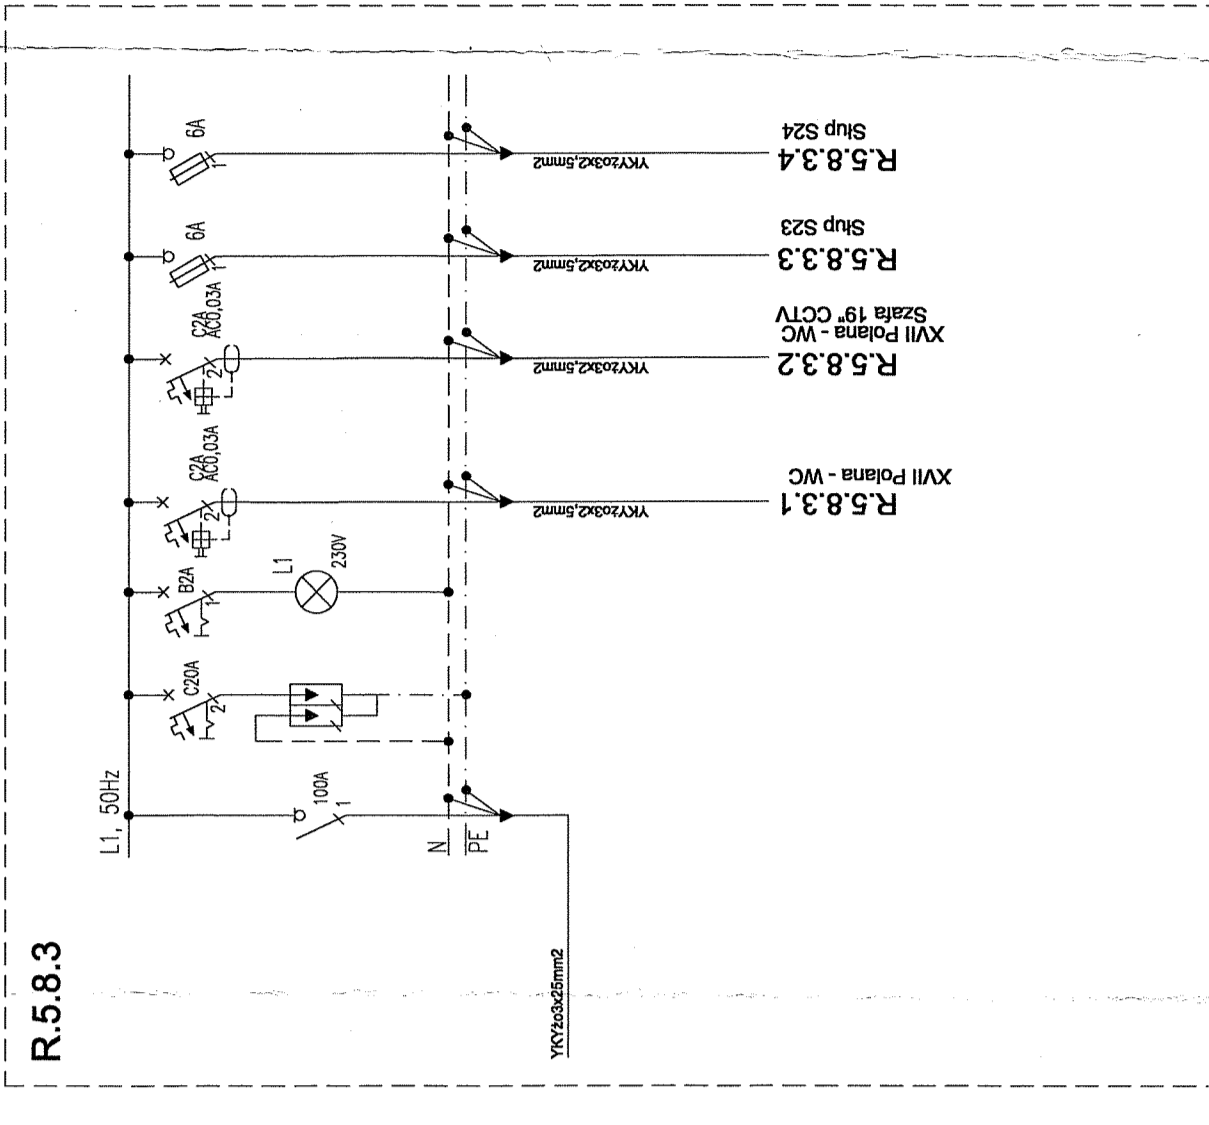 R.5.8.3
L1, 50Hz
N
PE
YKYżo3x25mm2
100A
1
C20A
2
B2A
1
L1
230V
C2A
AC0,03A
2
YKYżo3x2,5mm2
R.5.8.3.1
XVII Polana - WC
C2A
AC0,03A
2
YKYżo3x2,5mm2
R.5.8.3.2
XVII Polana - WC
Szafa 19" CCTV
6A
1
YKYżo3x2,5mm2
R.5.8.3.3
Słup S23
6A
1
YKYżo3x2,5mm2
R.5.8.3.4
Słup S24